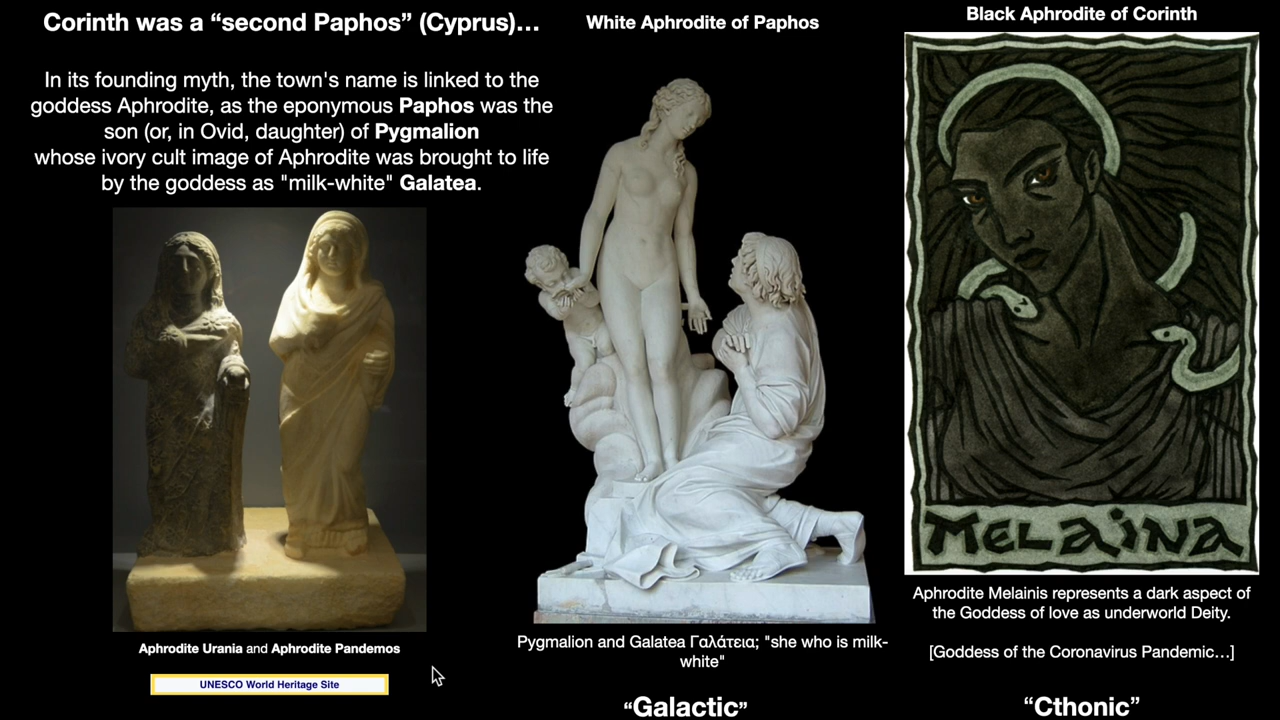 Corinth was a “second Paphos” (Cyprus)…
In its founding myth, the town's name is linked to the
goddess Aphrodite, as the eponymous Paphos was the
son (or, in Ovid, daughter) of Pygmalion
whose ivory cult image of Aphrodite was brought to life
by the goddess as "milk-white" Galatea.
Aphrodite Urania and Aphrodite Pandemos
UNESCO World Heritage Site
White Aphrodite of Paphos
Pygmalion and Galatea Γαλάτεια; "she who is milk-
white"
“Galactic”
Black Aphrodite of Corinth
MELAiNA
Aphrodite Melainis represents a dark aspect of
the Goddess of love as underworld Deity.
[Goddess of the Coronavirus Pandemic…]
“Cthonic”